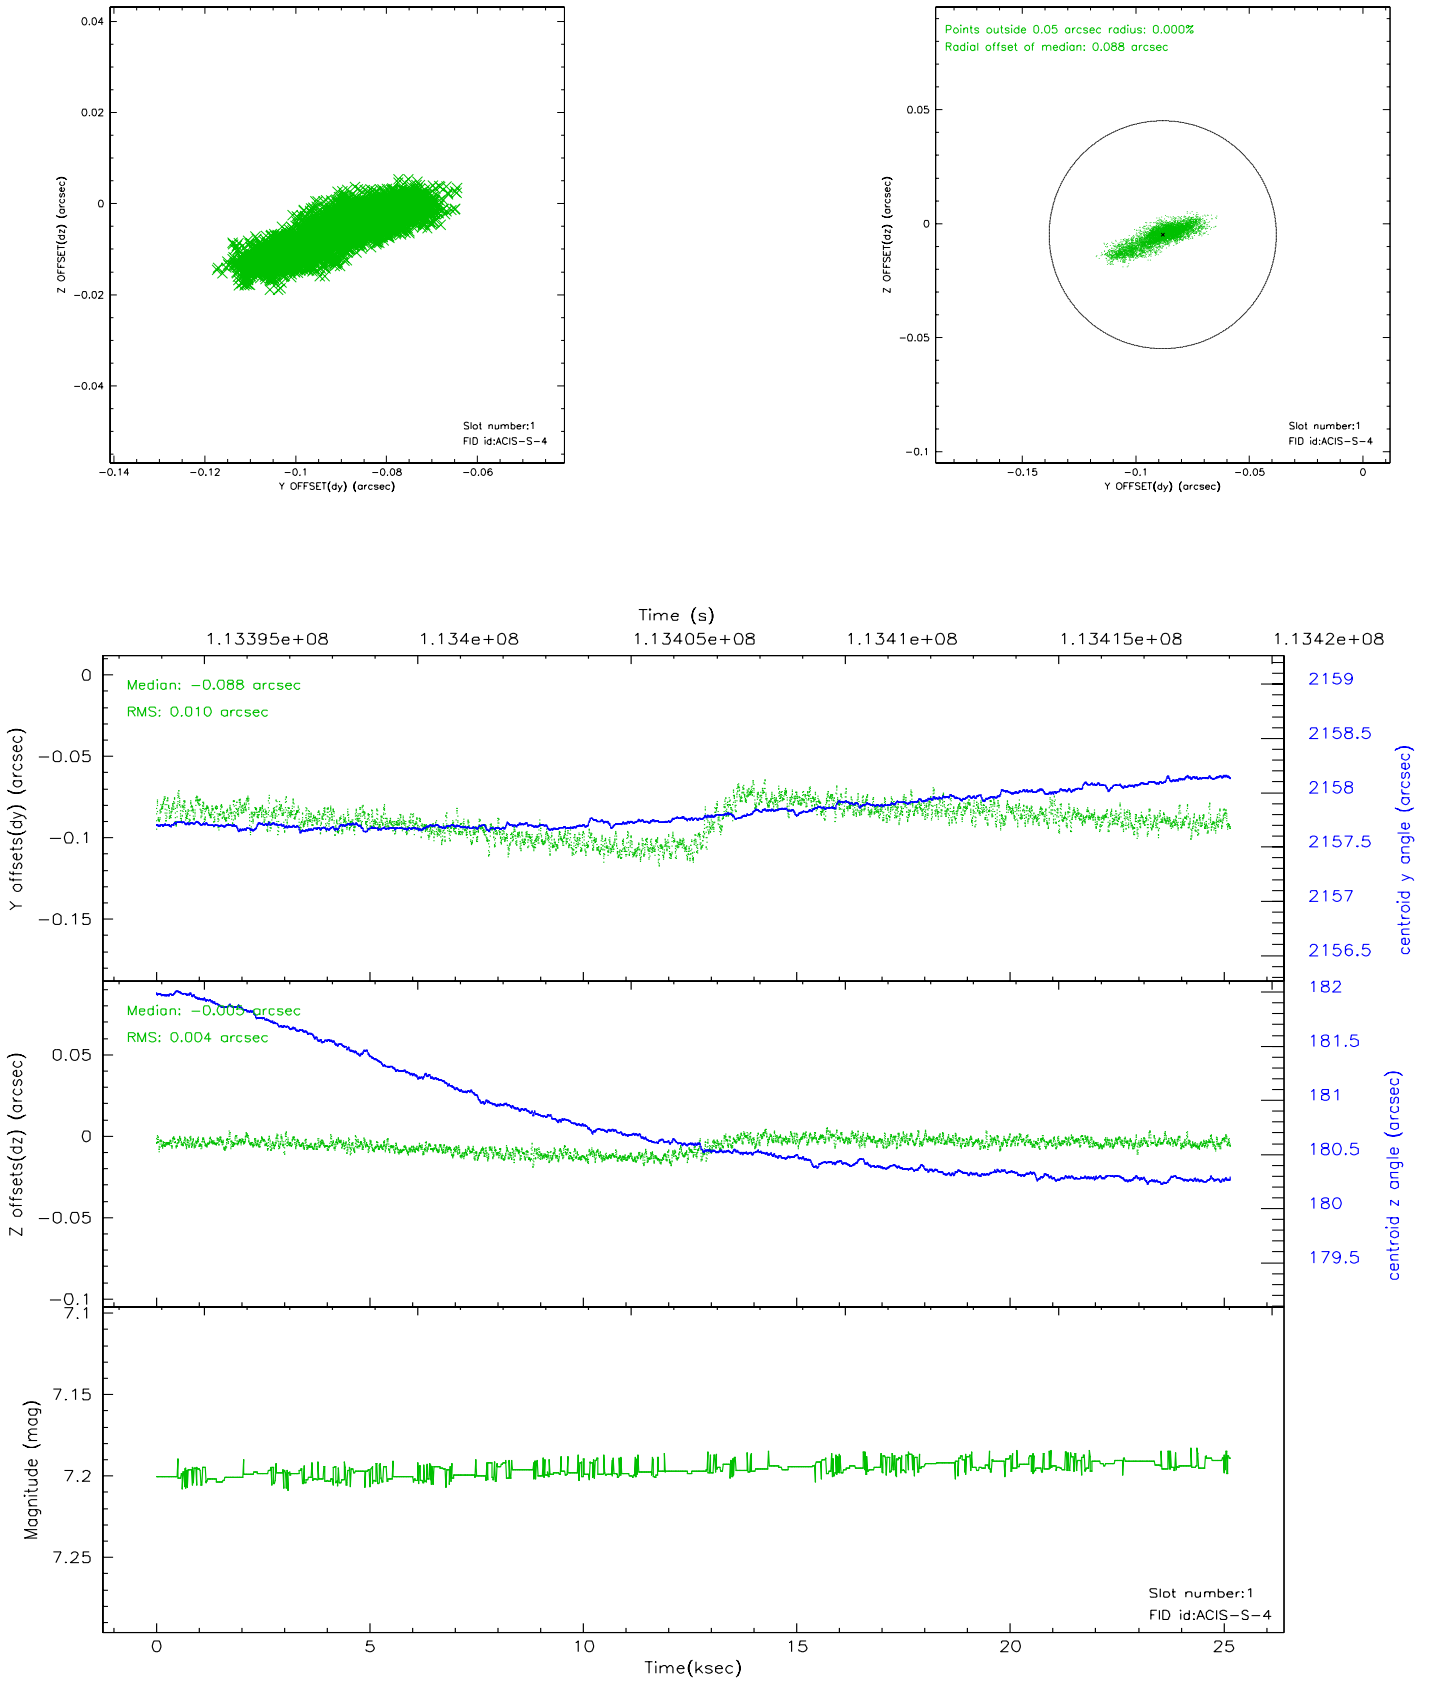 0.04
0.02
0
−0.02
−0.04
Z OFFSET(dz) (arcsec)
Slot number:1
FID id:ACIS−S−4
−0.14 −0.12 −0.1 −0.08 −0.06
Y OFFSET(dy) (arcsec)
Points outside 0.05 arcsec radius: 0.000%
Radial offset of median: 0.088 arcsec
0.05
0
−0.05
−0.1
Z OFFSET(dz) (arcsec)
Slot number:1
FID id:ACIS−S−4
−0.15 −0.1 −0.05 0
Y OFFSET(dy) (arcsec)
Time (s)
1.13395e+08 1.134e+08 1.13405e+08 1.1341e+08 1.13415e+08 1.1342e+08
Median: −0.088 arcsec
RMS: 0.010 arcsec
0
−0.05
−0.1
−0.15
Y offsets(dy) (arcsec)
2159
2158.5
2158
2157.5
2157
2156.5
centroid y angle (arcsec)
Median: −0.005 arcsec
RMS: 0.004 arcsec
0.05
0
−0.05
−0.1
Z offsets(dz) (arcsec)
182
181.5
181
180.5
180
179.5
centroid z angle (arcsec)
7.1
7.15
7.2
7.25
Magnitude (mag)
Slot number:1
FID id:ACIS−S−4
0 5 10 15 20 25
Time(ksec)